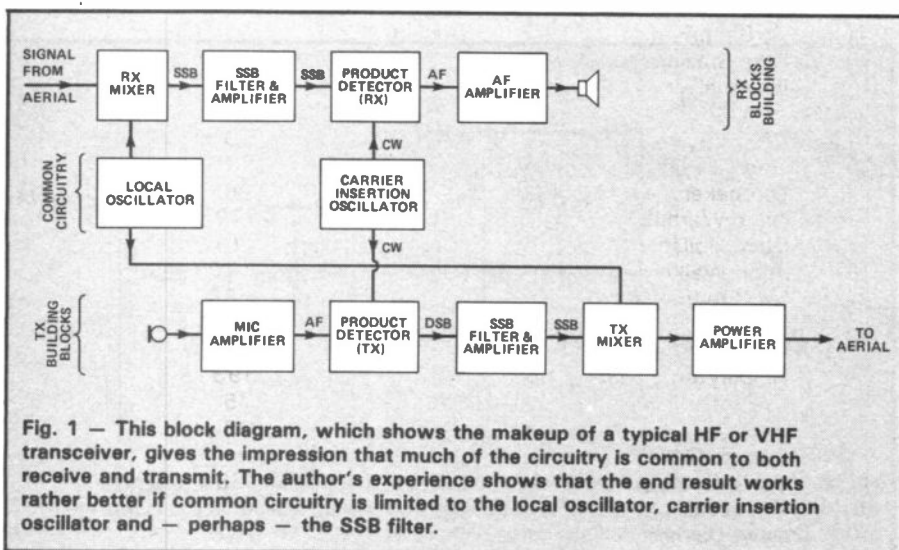 SIGNAL
FROM
AERIAL
RX
MIXER
SSB
SSB
FILTER &
AMPLIFIER
SSB
PRODUCT
DETECTOR
(RX)
AF
AF
AMPLIFIER
RX
BLOCKS
BUILDING
CW
COMMON
CIRCUITRY
LOCAL
OSCILLATOR
CARRIER
INSERTION
OSCILLATOR
CW
TX
BUILDING
BLOCKS
MIC
AMPLIFIER
AF
PRODUCT
DETECTOR
(TX)
DSB
SSB
FILTER &
AMPLIFIER
SSB
TX
MIXER
POWER
AMPLIFIER
TO
AERIAL
Fig. 1 — This block diagram, which shows the makeup of a typical HF or VHF
transceiver, gives the impression that much of the circuitry is common to both
receive and transmit. The author's experience shows that the end result works
rather better if common circuitry is limited to the local oscillator, carrier insertion
oscillator and — perhaps — the SSB filter.